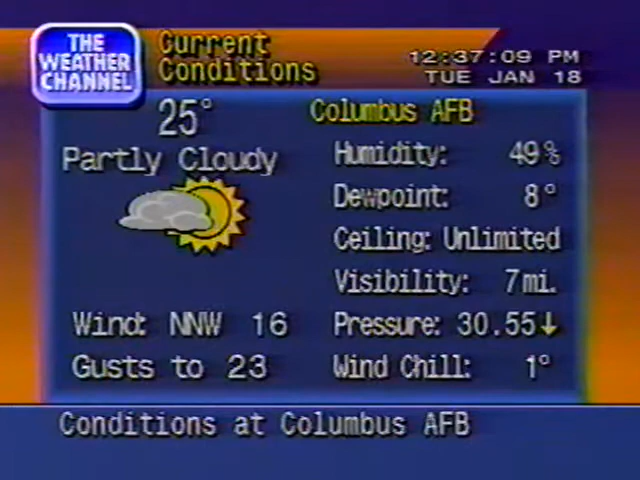 THE
WEATHER
CHANNEL
Current
Conditions
12:37:09 PM
TUE JAN 18
25°
Partly Cloudy
Wind: NNW 16
Gusts to 23
Columbus AFB
Humidity: 49%
Dewpoint: 8°
Ceiling: Unlimited
Visibility: 7mi.
Pressure: 30.55↓
Wind Chill: 1°
Conditions at Columbus AFB